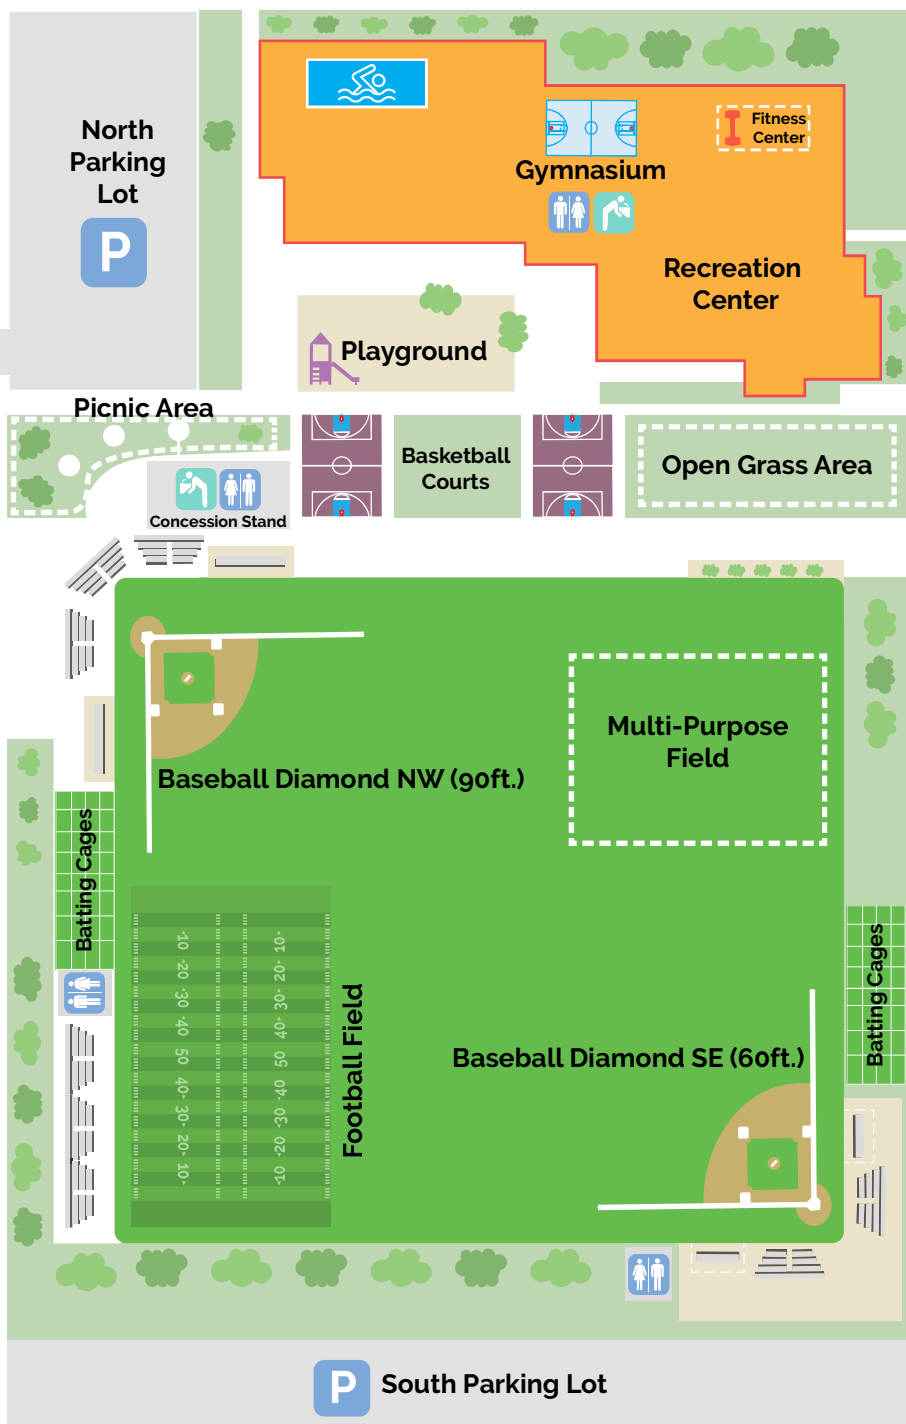 North
Parking
Lot
P
Fitness
Center
Gymnasium
Recreation
Center
Playground
Picnic Area
Basketball
Courts
Open Grass Area
Concession Stand
Multi-Purpose
Field
Baseball Diamond NW (90ft.)
Batting Cages
10 10
20 20
30 30
40 40
50 50
40 40
30 30
20 20
10 10
Football Field
Baseball Diamond SE (60ft.)
Batting Cages
P
South Parking Lot